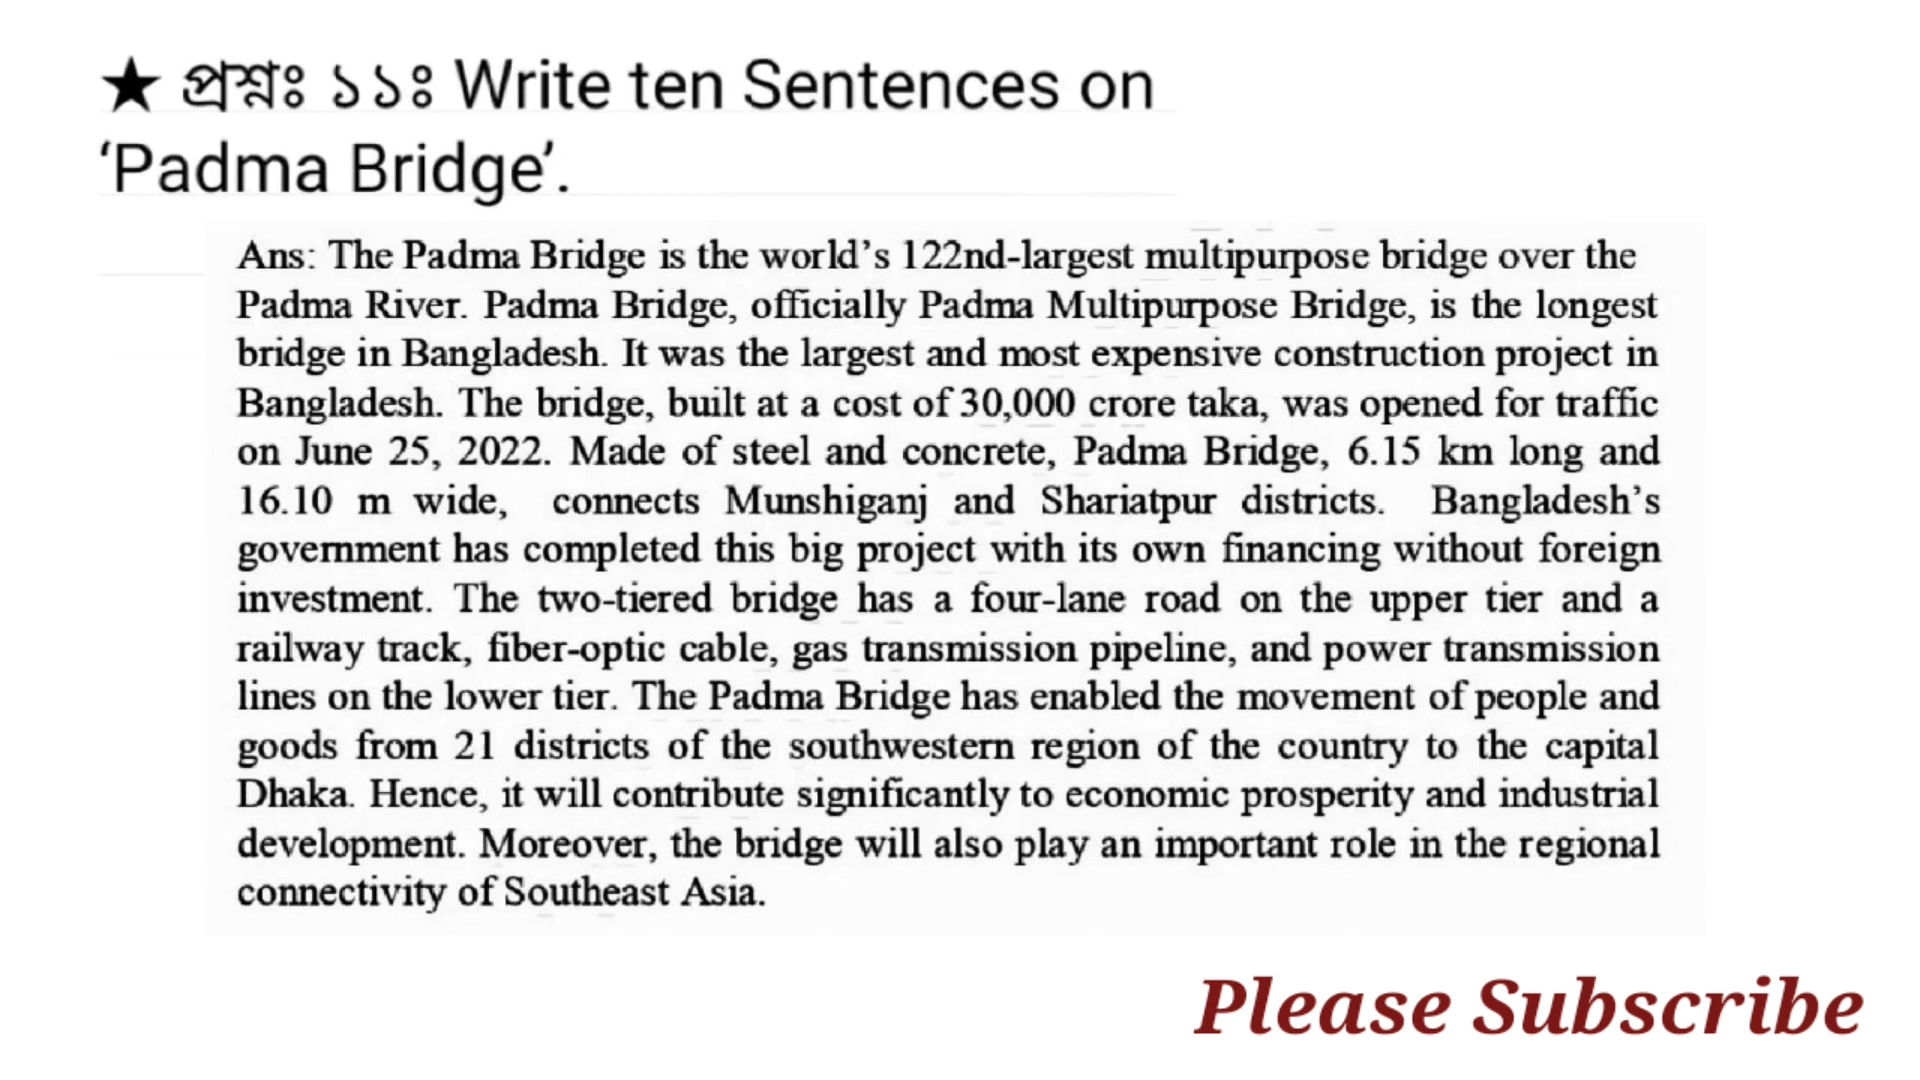 ★ প্রশ্নঃ ১১ঃ Write ten Sentences on
‘Padma Bridge’.
Ans: The Padma Bridge is the world’s 122nd-largest multipurpose bridge over the
Padma River. Padma Bridge, officially Padma Multipurpose Bridge, is the longest
bridge in Bangladesh. It was the largest and most expensive construction project in
Bangladesh. The bridge, built at a cost of 30,000 crore taka, was opened for traffic
on June 25, 2022. Made of steel and concrete, Padma Bridge, 6.15 km long and
16.10 m wide, connects Munshiganj and Shariatpur districts. Bangladesh’s
government has completed this big project with its own financing without foreign
investment. The two-tiered bridge has a four-lane road on the upper tier and a
railway track, fiber-optic cable, gas transmission pipeline, and power transmission
lines on the lower tier. The Padma Bridge has enabled the movement of people and
goods from 21 districts of the southwestern region of the country to the capital
Dhaka. Hence, it will contribute significantly to economic prosperity and industrial
development. Moreover, the bridge will also play an important role in the regional
connectivity of Southeast Asia.
Please Subscribe